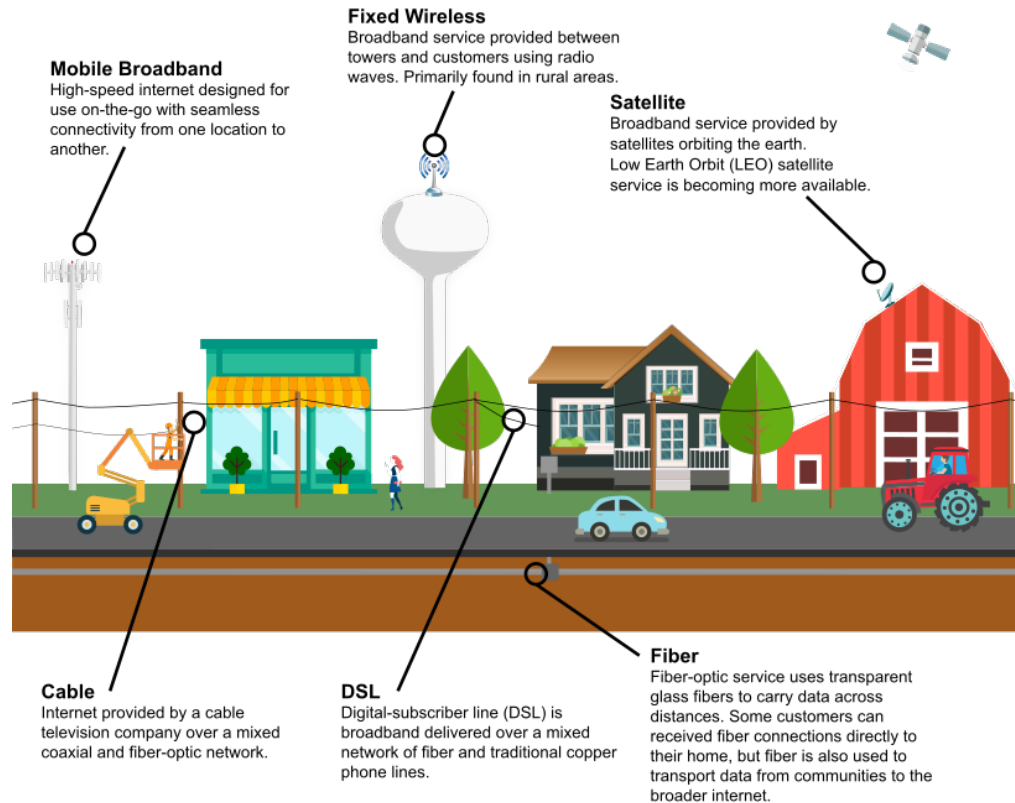 Fixed Wireless
Broadband service provided between
towers and customers using radio
waves. Primarily found in rural areas.
Mobile Broadband
High-speed internet designed for
use on-the-go with seamless
connectivity from one location to
another.
Satellite
Broadband service provided by
satellites orbiting the earth.
Low Earth Orbit (LEO) satellite
service is becoming more available.
Cable
Internet provided by a cable
television company over a mixed
coaxial and fiber-optic network.
DSL
Digital-subscriber line (DSL) is
broadband delivered over a mixed
network of fiber and traditional copper
phone lines.
Fiber
Fiber-optic service uses transparent
glass fibers to carry data across
distances. Some customers can
received fiber connections directly to
their home, but fiber is also used to
transport data from communities to the
broader internet.